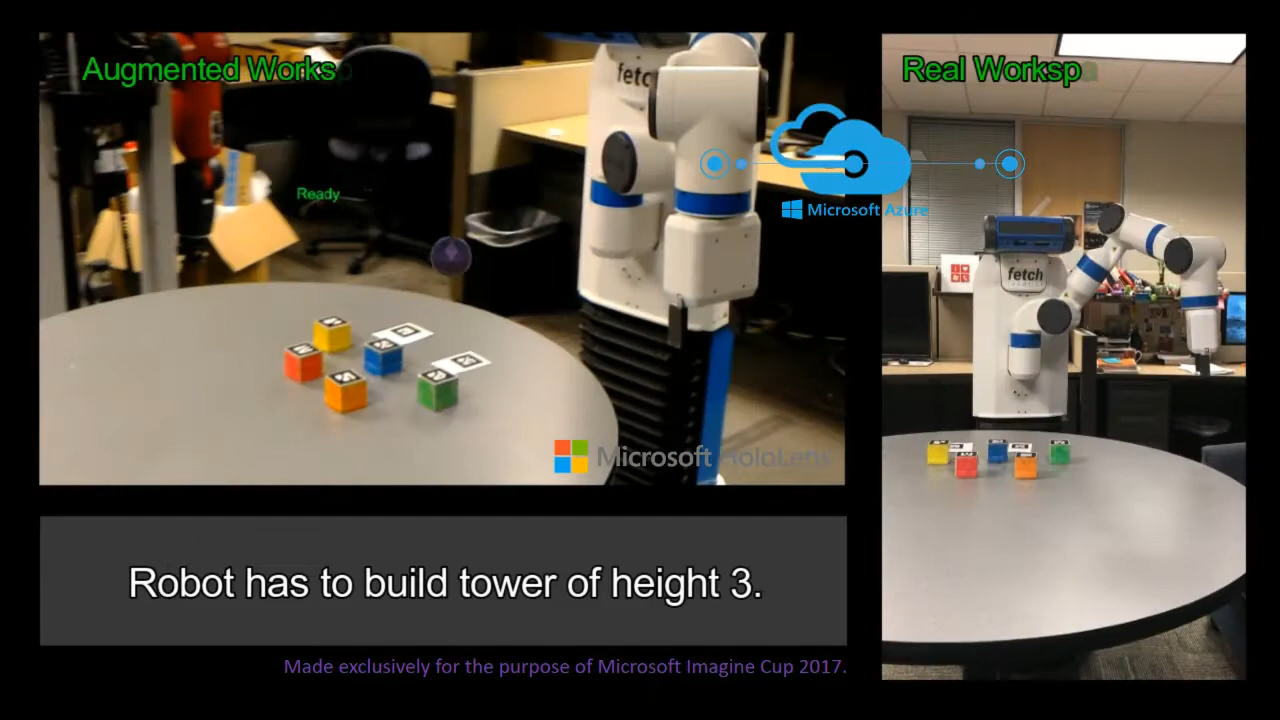 Augmented Worksp
Real Workspa
fetch
Ready
Microsoft Azure
fetch
Microsoft HoloLens
Robot has to build tower of height 3.
Made exclusively for the purpose of Microsoft Imagine Cup 2017.